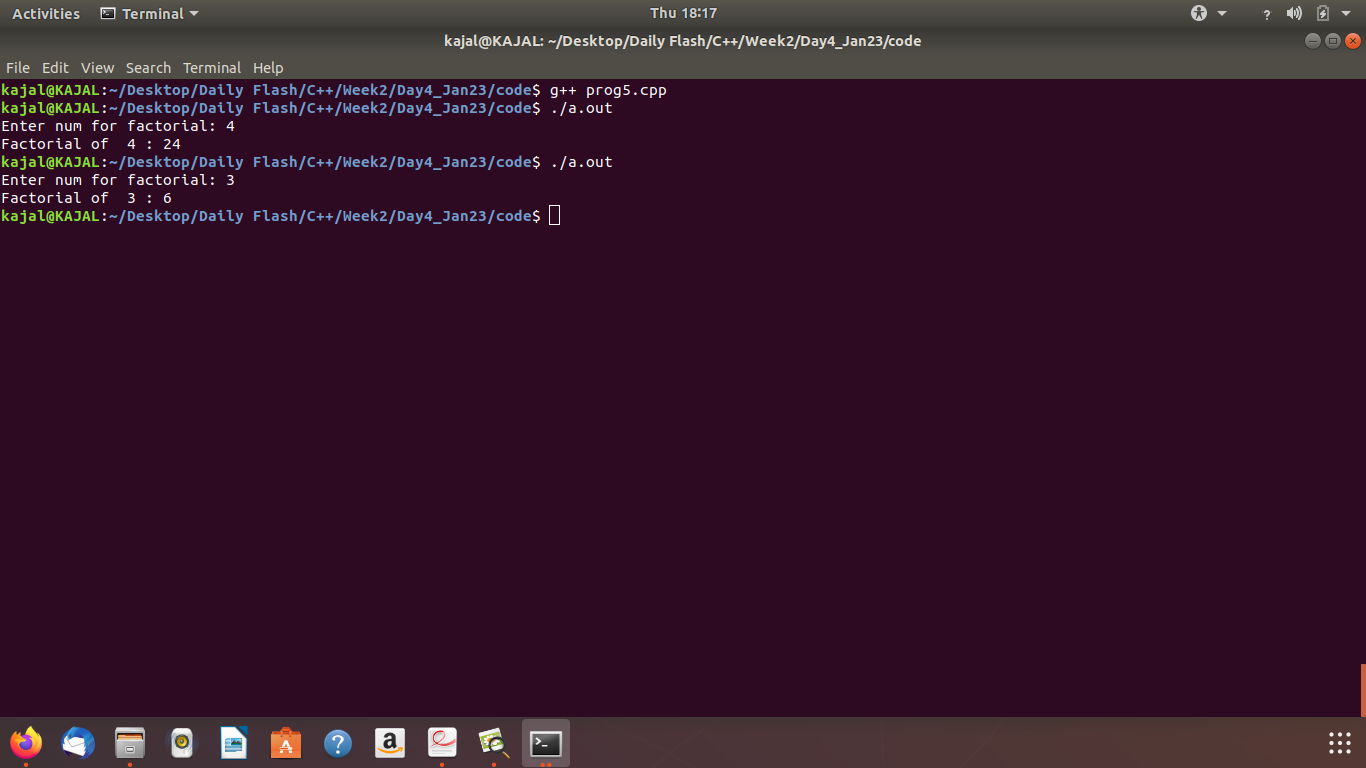 Activities Terminal Thu 18:17 ?
kajal@KAJAL: ~/Desktop/Daily Flash/C++/Week2/Day4_Jan23/code
File Edit View Search Terminal Help
kajal@KAJAL:~/Desktop/Daily Flash/C++/Week2/Day4_Jan23/code$ g++ prog5.cpp
kajal@KAJAL:~/Desktop/Daily Flash/C++/Week2/Day4_Jan23/code$ ./a.out
Enter num for factorial: 4
Factorial of  4 : 24
kajal@KAJAL:~/Desktop/Daily Flash/C++/Week2/Day4_Jan23/code$ ./a.out
Enter num for factorial: 3
Factorial of  3 : 6
kajal@KAJAL:~/Desktop/Daily Flash/C++/Week2/Day4_Jan23/code$